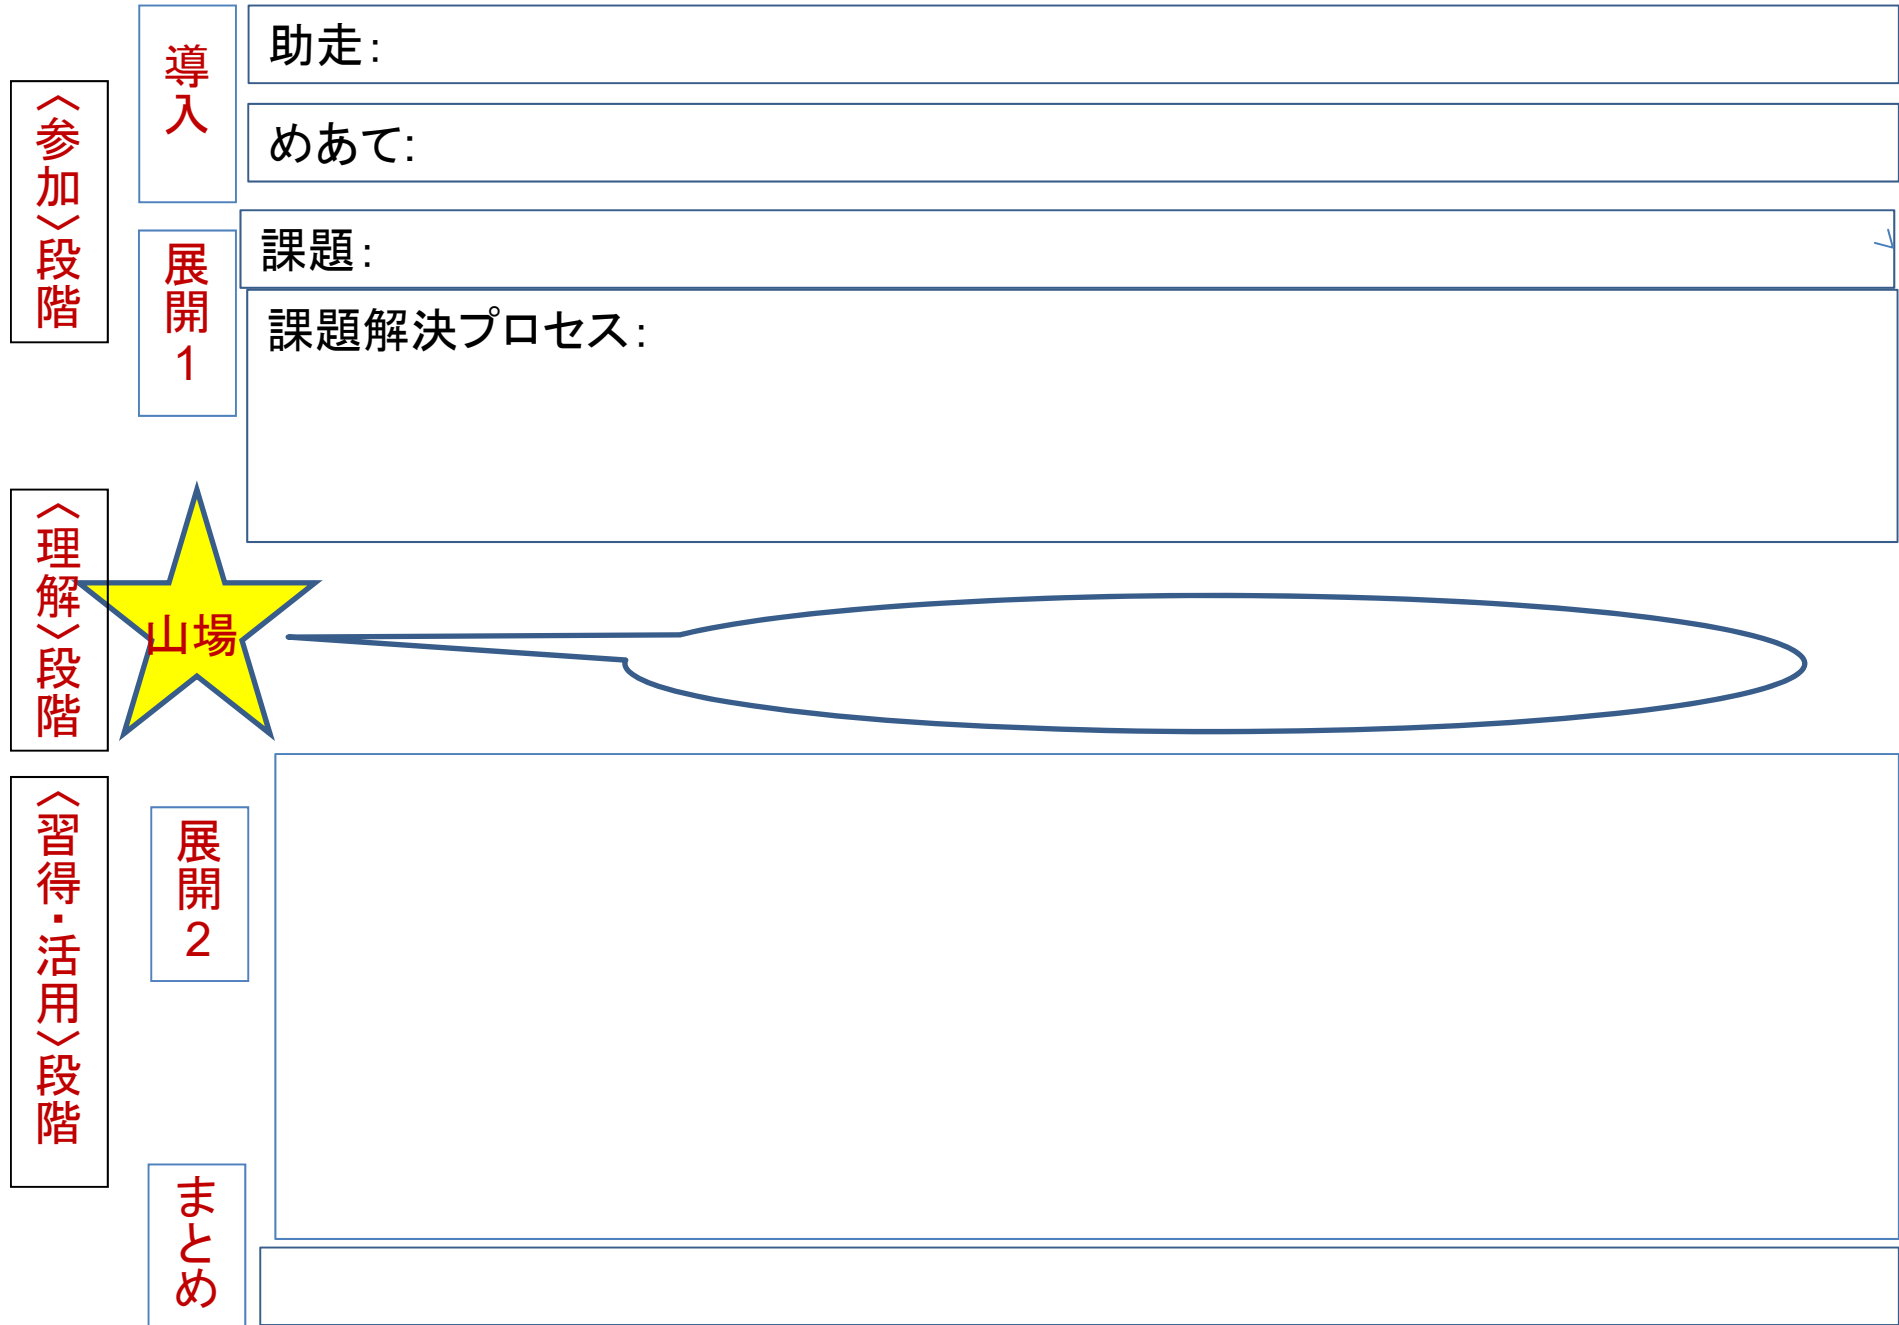 〈参加〉段階
導入
助走：
めあて:
展開1
課題：
課題解決プロセス：
〈理解〉段階
山場
〈習得・活用〉段階
展開2
まとめ